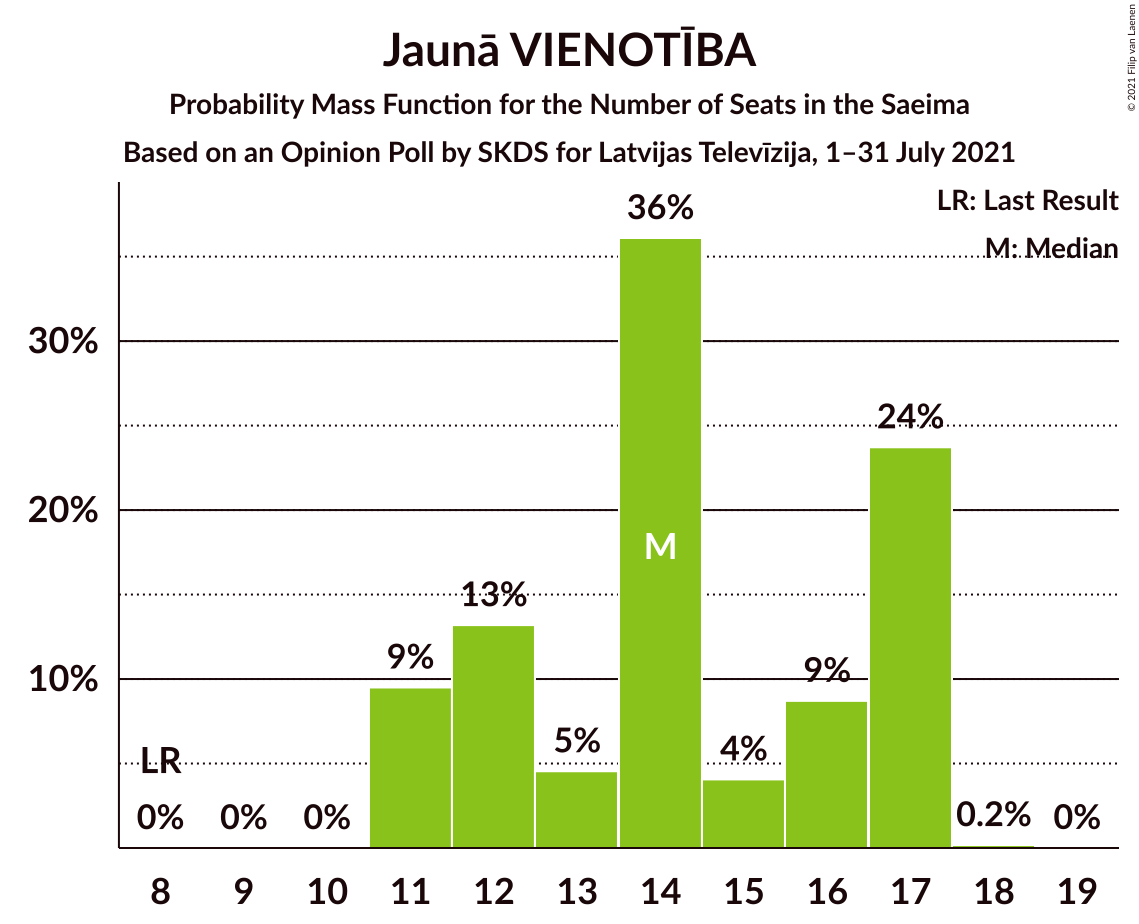 Jaunā VIENOTĪBA
Probability Mass Function for the Number of Seats in the Saeima
Based on an Opinion Poll by SKDS for Latvijas Televīzija, 1–31 July 2021
© 2021 Filip van Laenen
LR: Last Result
M: Median
36%
30%
24%
20%
M
13%
10%
9%
9%
5%
4%
LR
0%
0%
0%
0.2%
0%
8 9 10 11 12 13 14 15 16 17 18 19